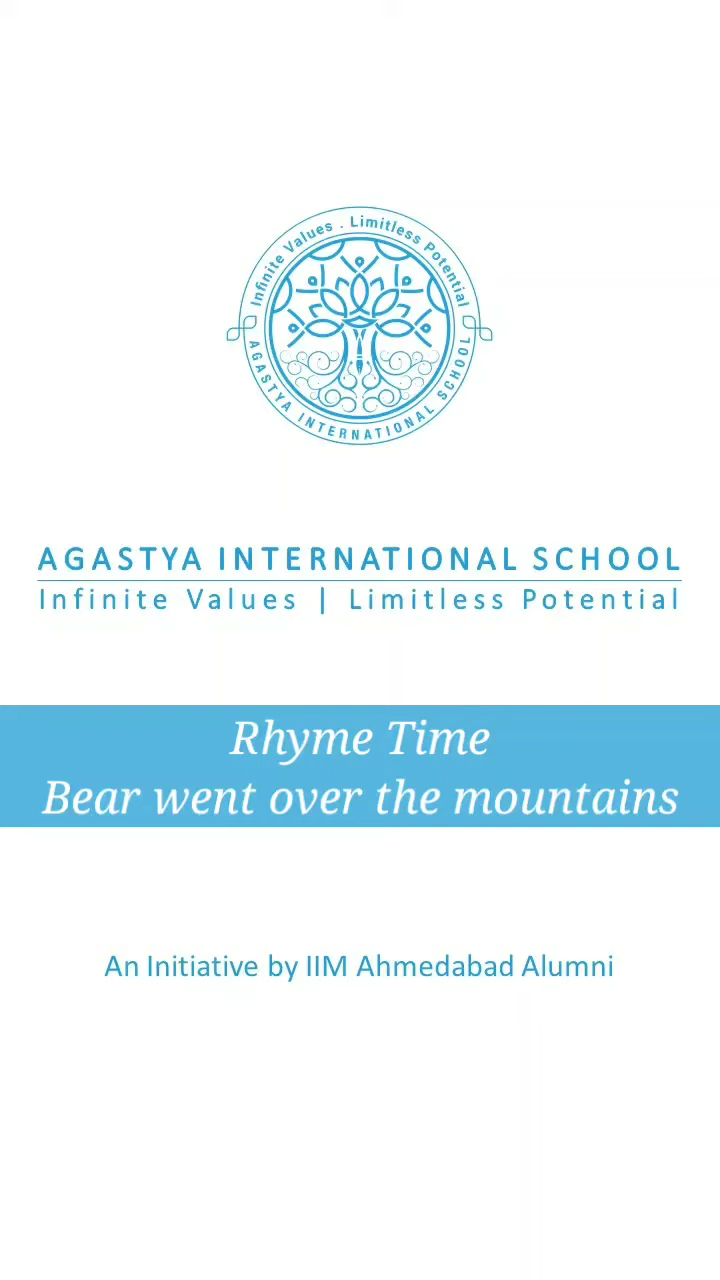 Infinite Values . Limitless Potential
AGASTYA INTERNATIONAL SCHOOL
AGASTYA INTERNATIONAL SCHOOL
Infinite Values | Limitless Potential
Rhyme Time
Bear went over the mountains
An Initiative by IIM Ahmedabad Alumni